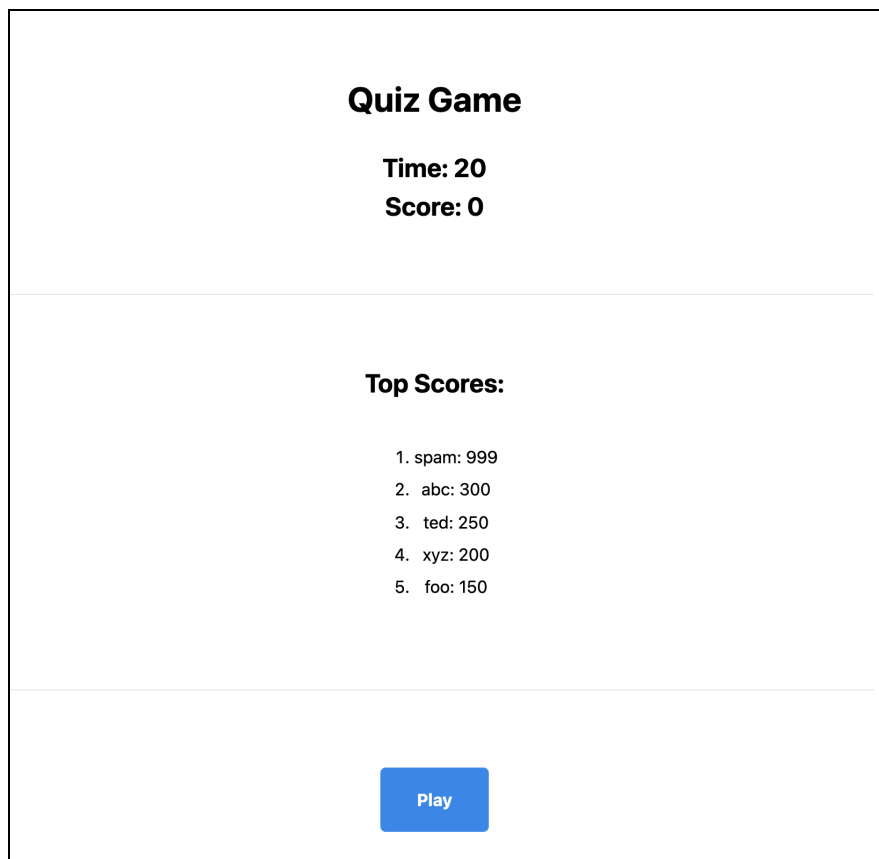 Quiz Game
Time: 20
Score: 0
Top Scores:
1. spam: 999
2. abc: 300
3. ted: 250
4. xyz: 200
5. foo: 150
Play